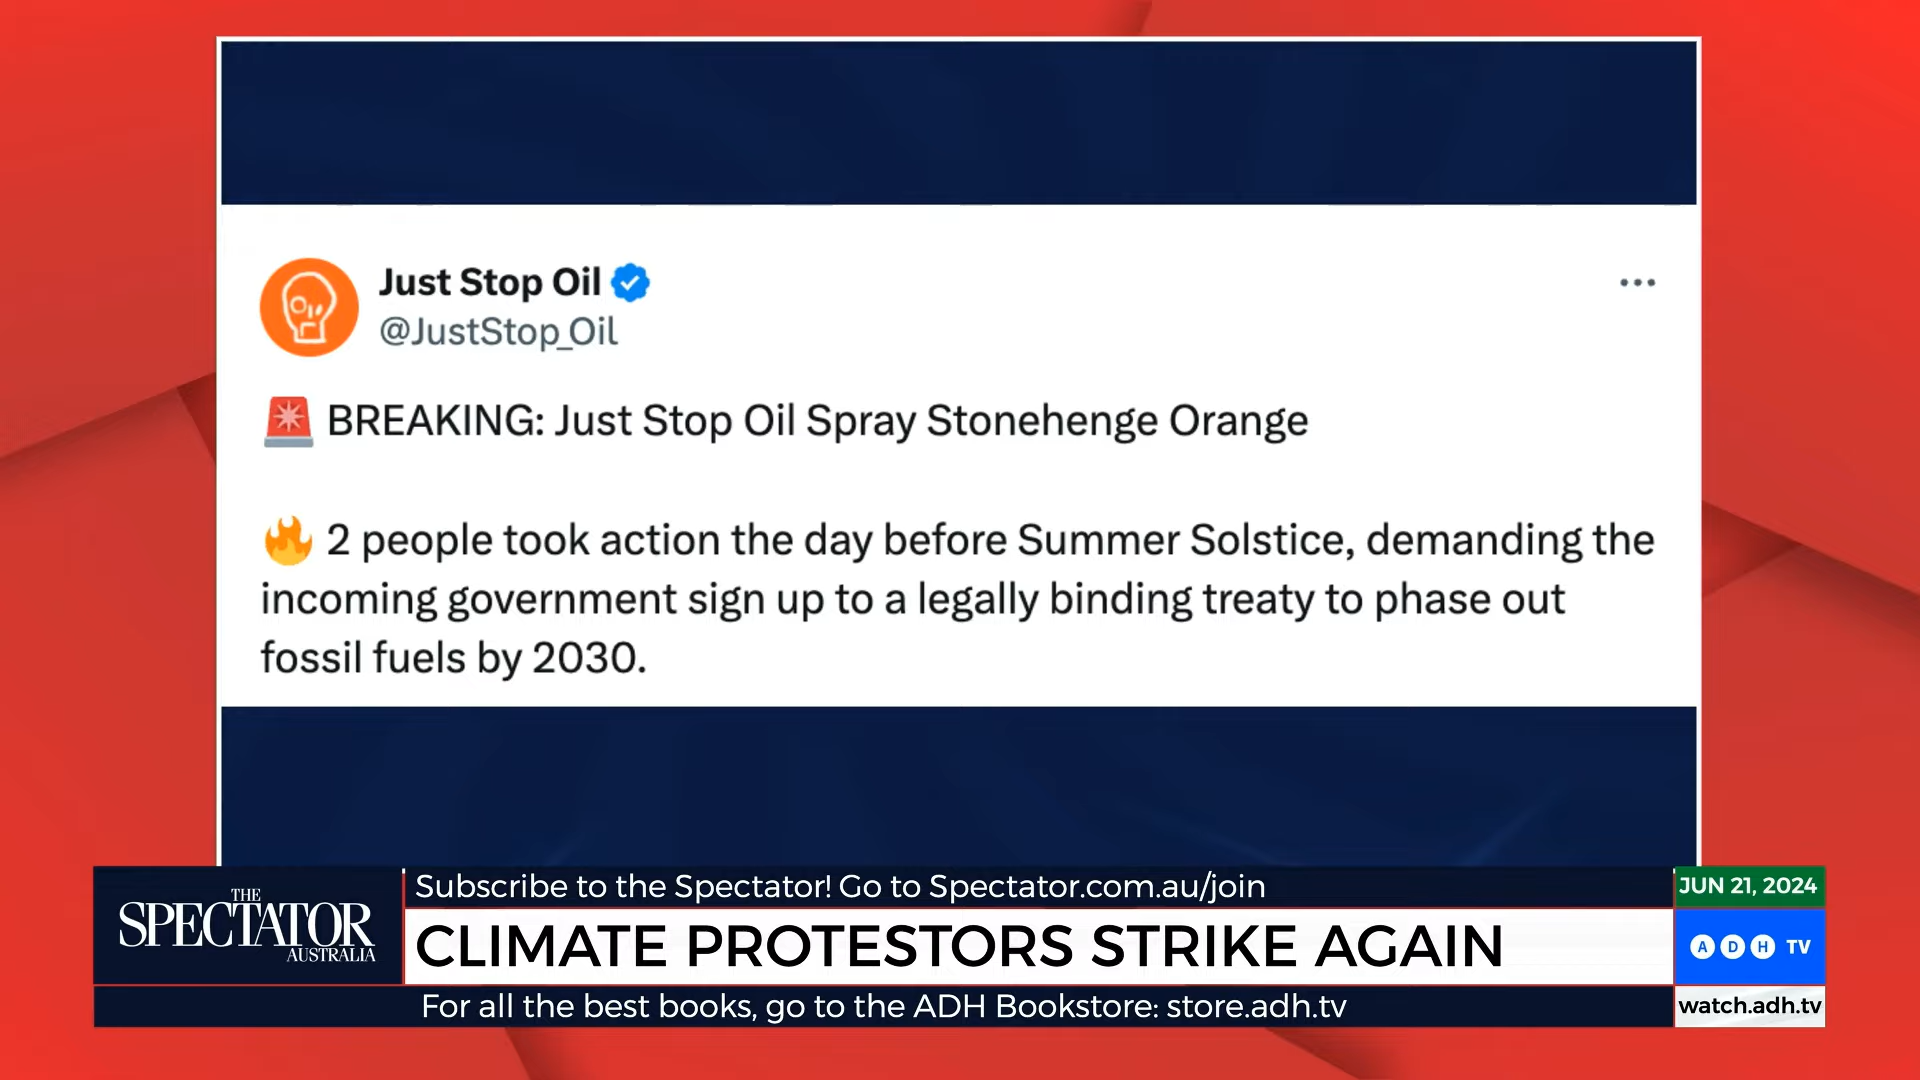 Just Stop Oil
@JustStop_Oil
BREAKING: Just Stop Oil Spray Stonehenge Orange
2 people took action the day before Summer Solstice, demanding the
incoming government sign up to a legally binding treaty to phase out
fossil fuels by 2030.
THE
SPECTATOR
AUSTRALIA
Subscribe to the Spectator! Go to Spectator.com.au/join
CLIMATE PROTESTORS STRIKE AGAIN
For all the best books, go to the ADH Bookstore: store.adh.tv
JUN 21, 2024
ADH TV
watch.adh.tv